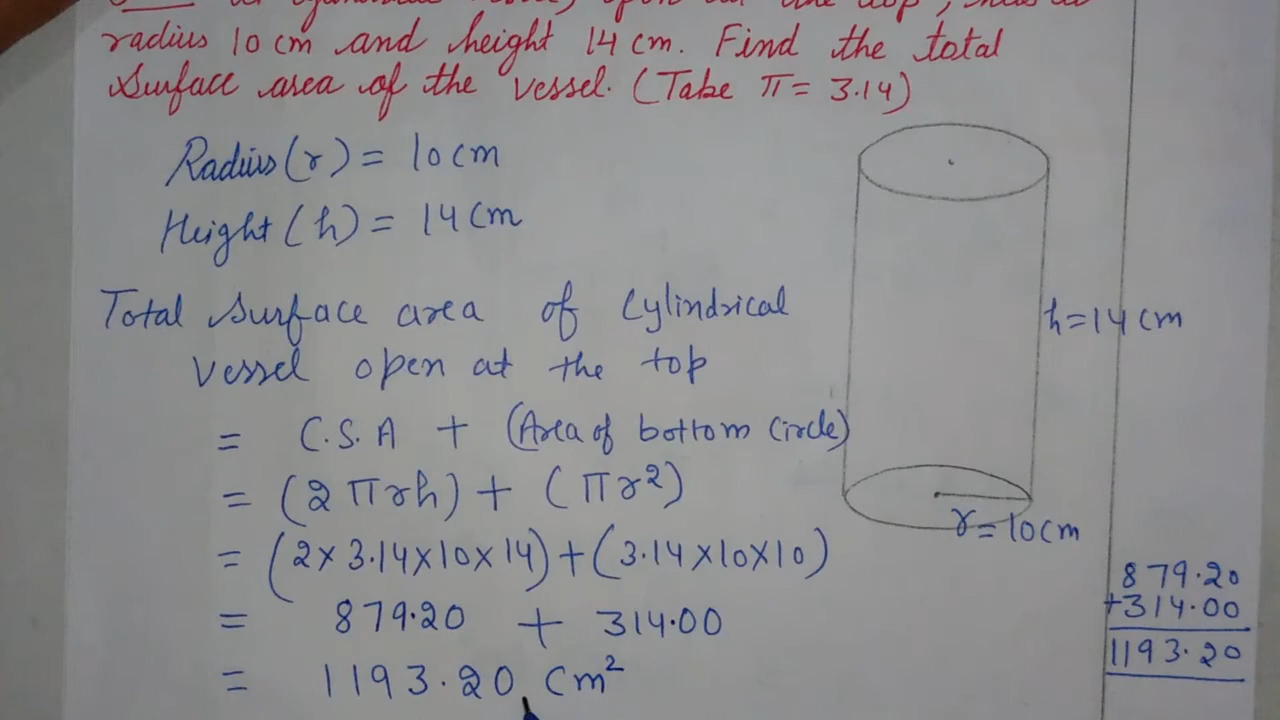 radius 10 cm and height 14 cm. Find the total
Surface area of the vessel. (Take π = 3.14)
Radius (r) = 10 cm
Height (h) = 14 cm
Total surface area of Cylindrical
vessel open at the top
= C.S.A + (Area of bottom circle)
= (2πrh) + (πr²)
= (2 × 3.14 × 10 × 14) + (3.14 × 10 × 10)
= 879.20 + 314.00
= 1193.20 cm²
h = 14 cm
r = 10 cm
879.20
+314.00
1193.20